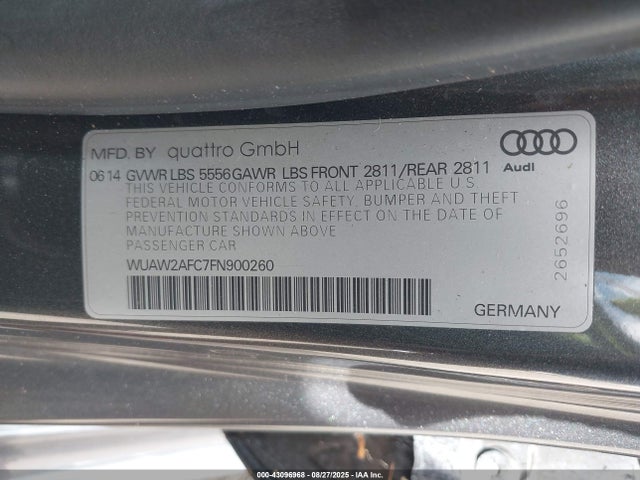 MFD. BY quattro GmbH
0614 GVWR LBS 5556 GAWR LBS FRONT 2811/REAR 2811
Audi
THIS VEHICLE CONFORMS TO ALL APPLICABLE U.S.
FEDERAL MOTOR VEHICLE SAFETY, BUMPER AND THEFT
PREVENTION STANDARDS IN EFFECT ON THE DATE OF
MANUFACTURE SHOWN ABOVE
PASSENGER CAR
WUAW2AFC7FN900260
2652696
GERMANY
000-43096968 - 08/27/2025 - IAAI.COM